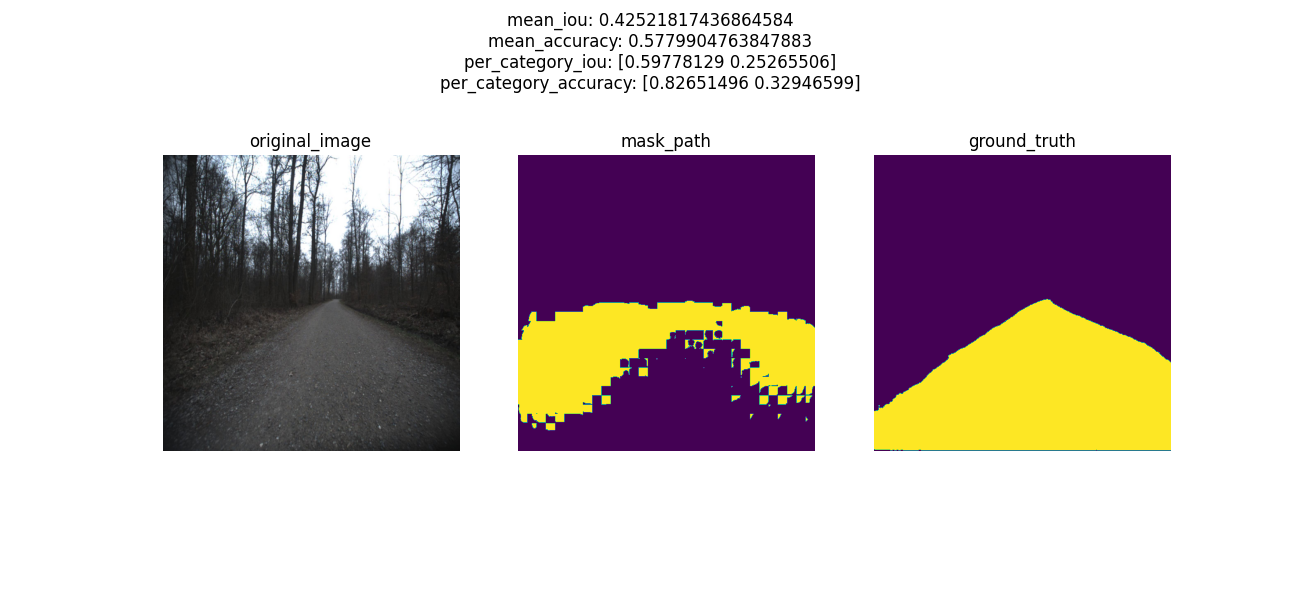 mean_iou: 0.42521817436864584
mean_accuracy: 0.5779904763847883
per_category_iou: [0.59778129 0.25265506]
per_category_accuracy: [0.82651496 0.32946599]
original_image
mask_path
ground_truth